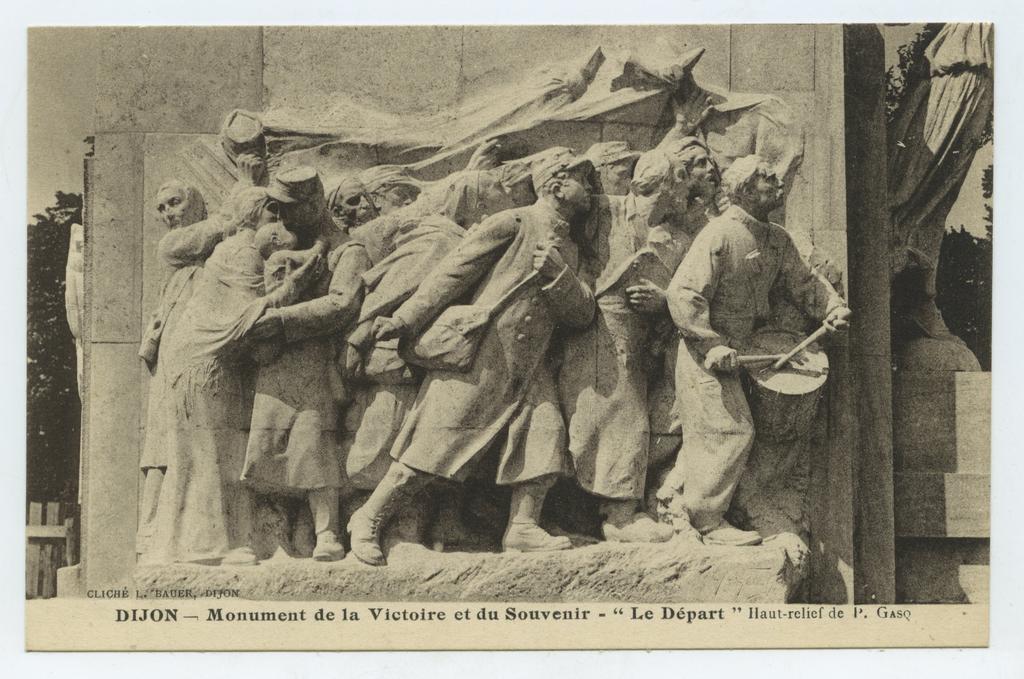 CLICHÉ L. BAUER, DIJON
DIJON — Monument de la Victoire et du Souvenir - “ Le Départ ” Haut-relief de P. GASQ